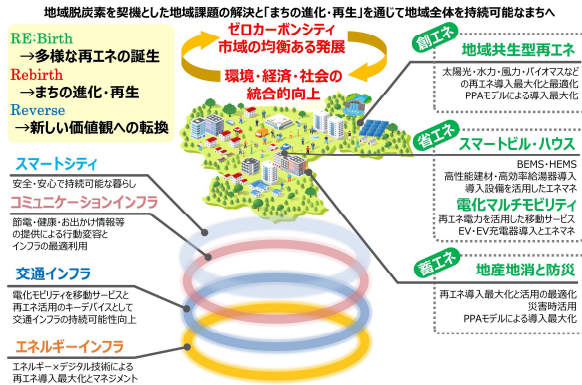 地域脱炭素を契機とした地域課題の解決と「まちの進化・再生」を通じて地域全体を持続可能なまちへ
RE:Birth
→多様な再エネの誕生
Rebirth
→まちの進化・再生
Reverse
→新しい価値観への転換
ゼロカーボンシティ
市域の均衡ある発展
環境・経済・社会の
統合的向上
創エネ
地域共生型再エネ
太陽光・水力・風力・バイオマスなど
の再エネ導入最大化と最適化
PPAモデルによる導入最大化
省エネ
スマートビル・ハウス
BEMS・HEMS
高性能建材・高効率給湯器導入
導入設備を活用したエネマネ
電化マルチモビリティ
再エネ電力を活用した移動サービス
EV・EV充電器導入とエネマネ
蓄エネ
地産地消と防災
再エネ導入最大化と活用の最適化
災害時活用
PPAモデルによる導入最大化
スマートシティ
安全・安心で持続可能な暮らし
コミュニケーションインフラ
節電・健康・お出かけ情報等
の提供による行動変容と
インフラの最適利用
交通インフラ
電化モビリティを移動サービスと
再エネ活用のキーデバイスとして
交通インフラの持続可能性向上
エネルギーインフラ
エネルギー×デジタル技術による
再エネ導入最大化とマネジメント